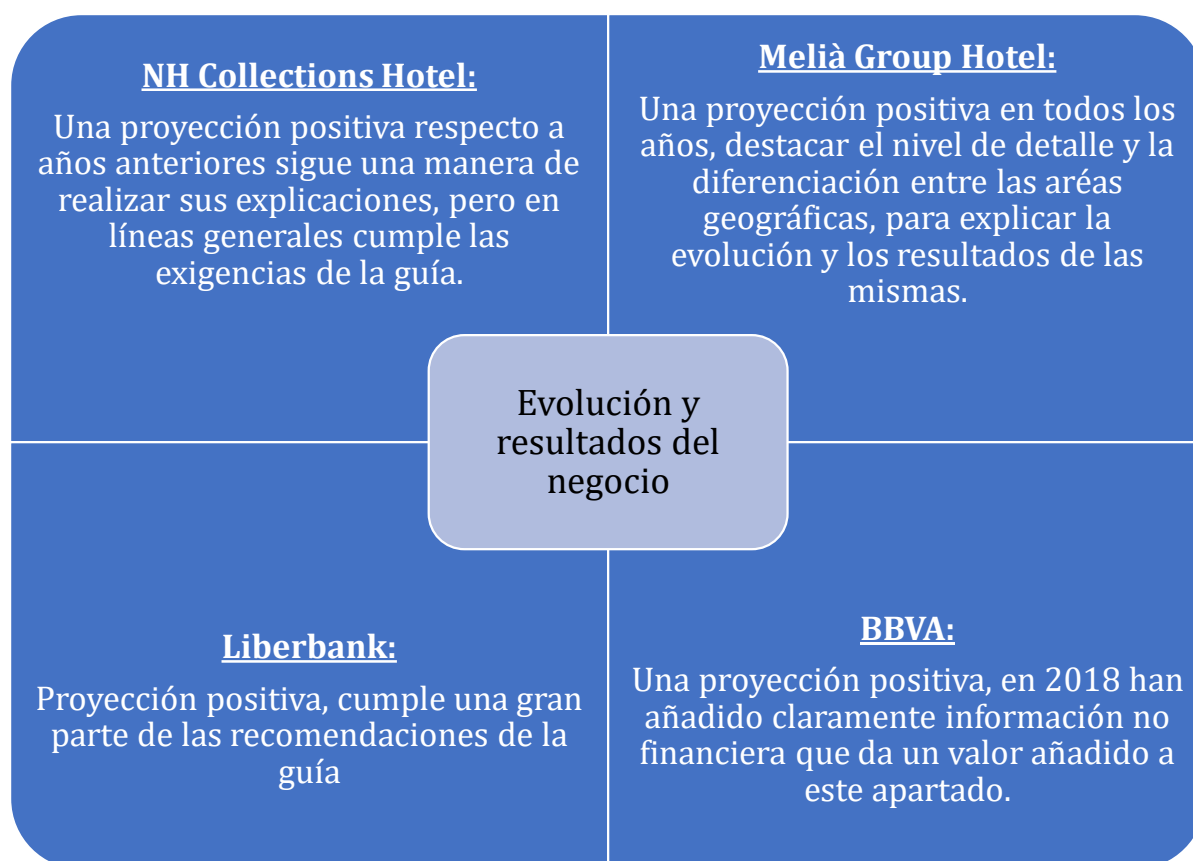 NH Collections Hotel:
Una proyección positiva respecto a
años anteriores sigue una manera de
realizar sus explicaciones, pero en
líneas generales cumple las
exigencias de la guía.
Melià Group Hotel:
Una proyección positiva en todos los
años, destacar el nivel de detalle y la
diferenciación entre las aréas
geográficas, para explicar la
evolución y los resultados de las
mismas.
Evolución y
resultados del
negocio
Liberbank:
Proyección positiva, cumple una gran
parte de las recomendaciones de la
guía
BBVA:
Una proyección positiva, en 2018 han
añadido claramente información no
financiera que da un valor añadido a
este apartado.